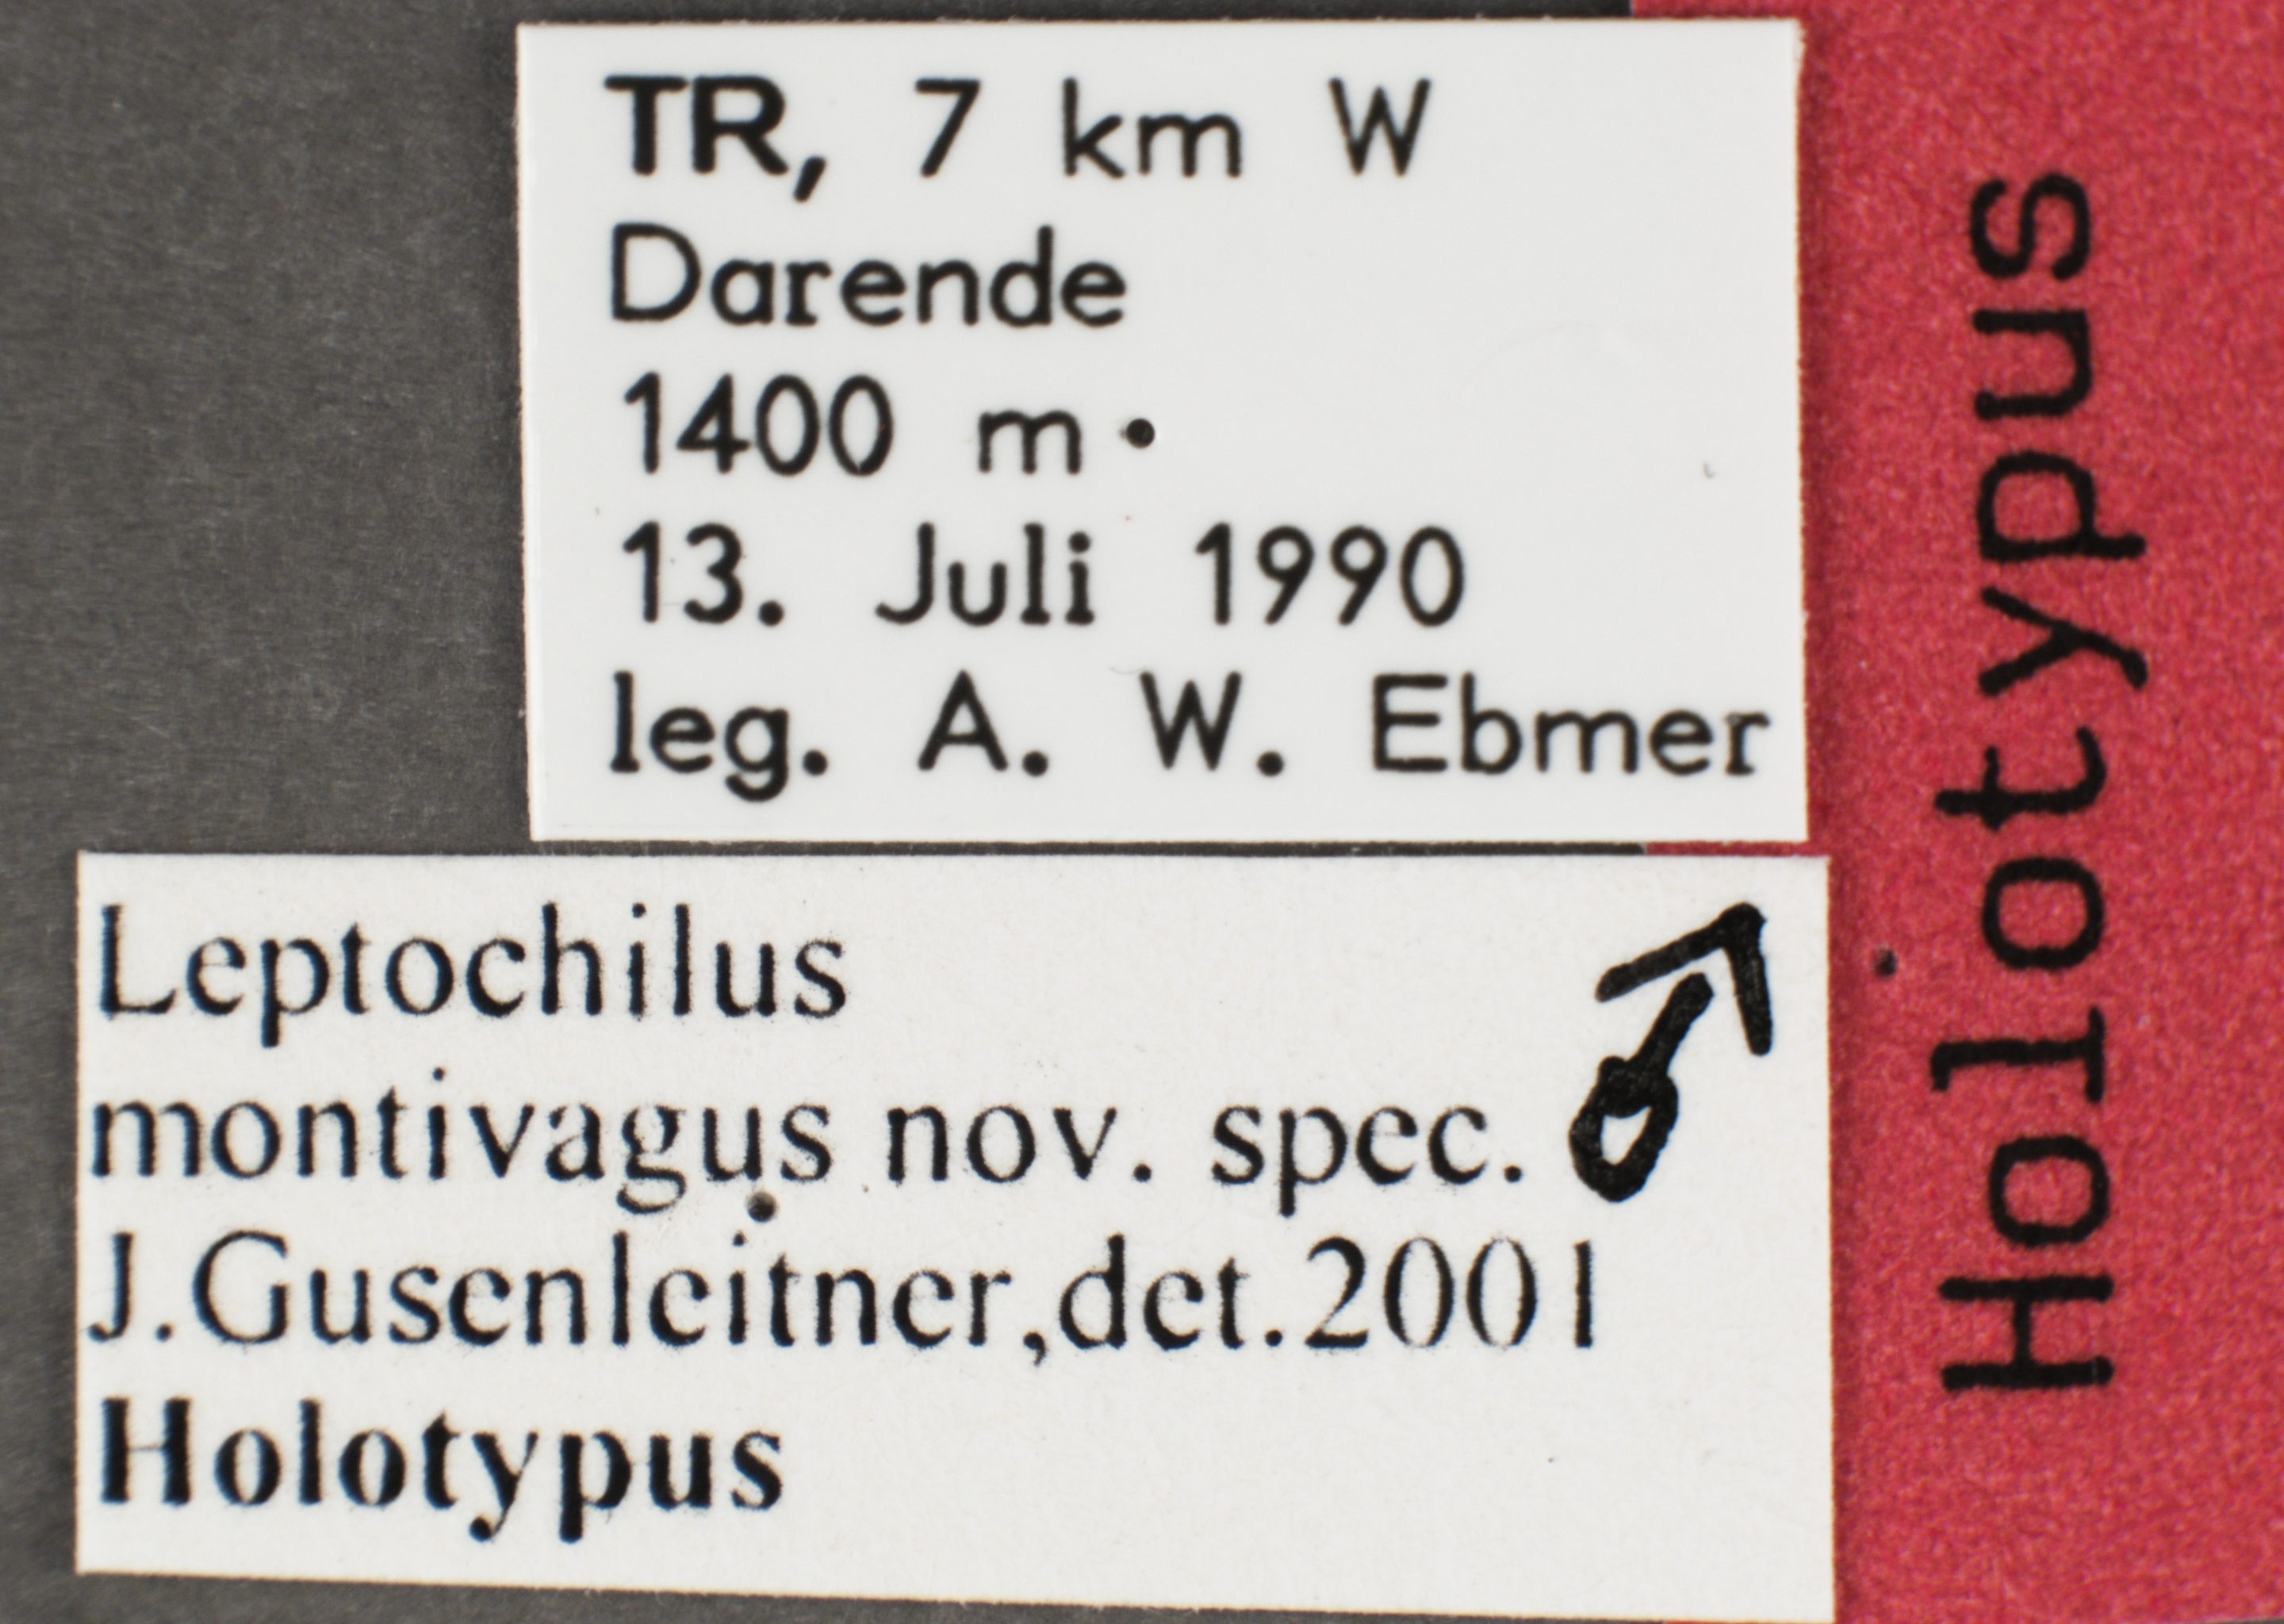 TR, 7 km W
Darende
1400 m
13. Juli 1990
leg. A. W. Ebmer
Leptochilus
montivagus nov. spec. ♂
J.Gusenleitner,det.2001
Holotypus
Holotypus